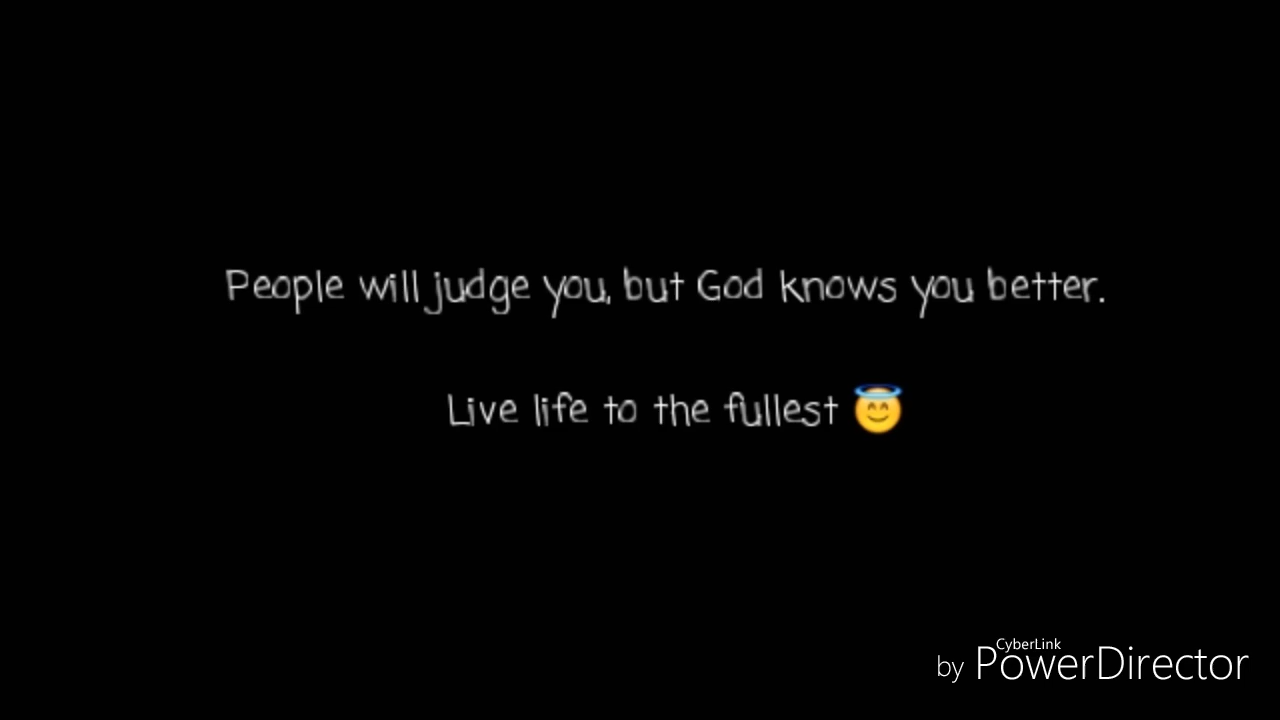 People will judge you, but God knows you better.
Live life to the fullest 😇
CyberLink
by PowerDirector